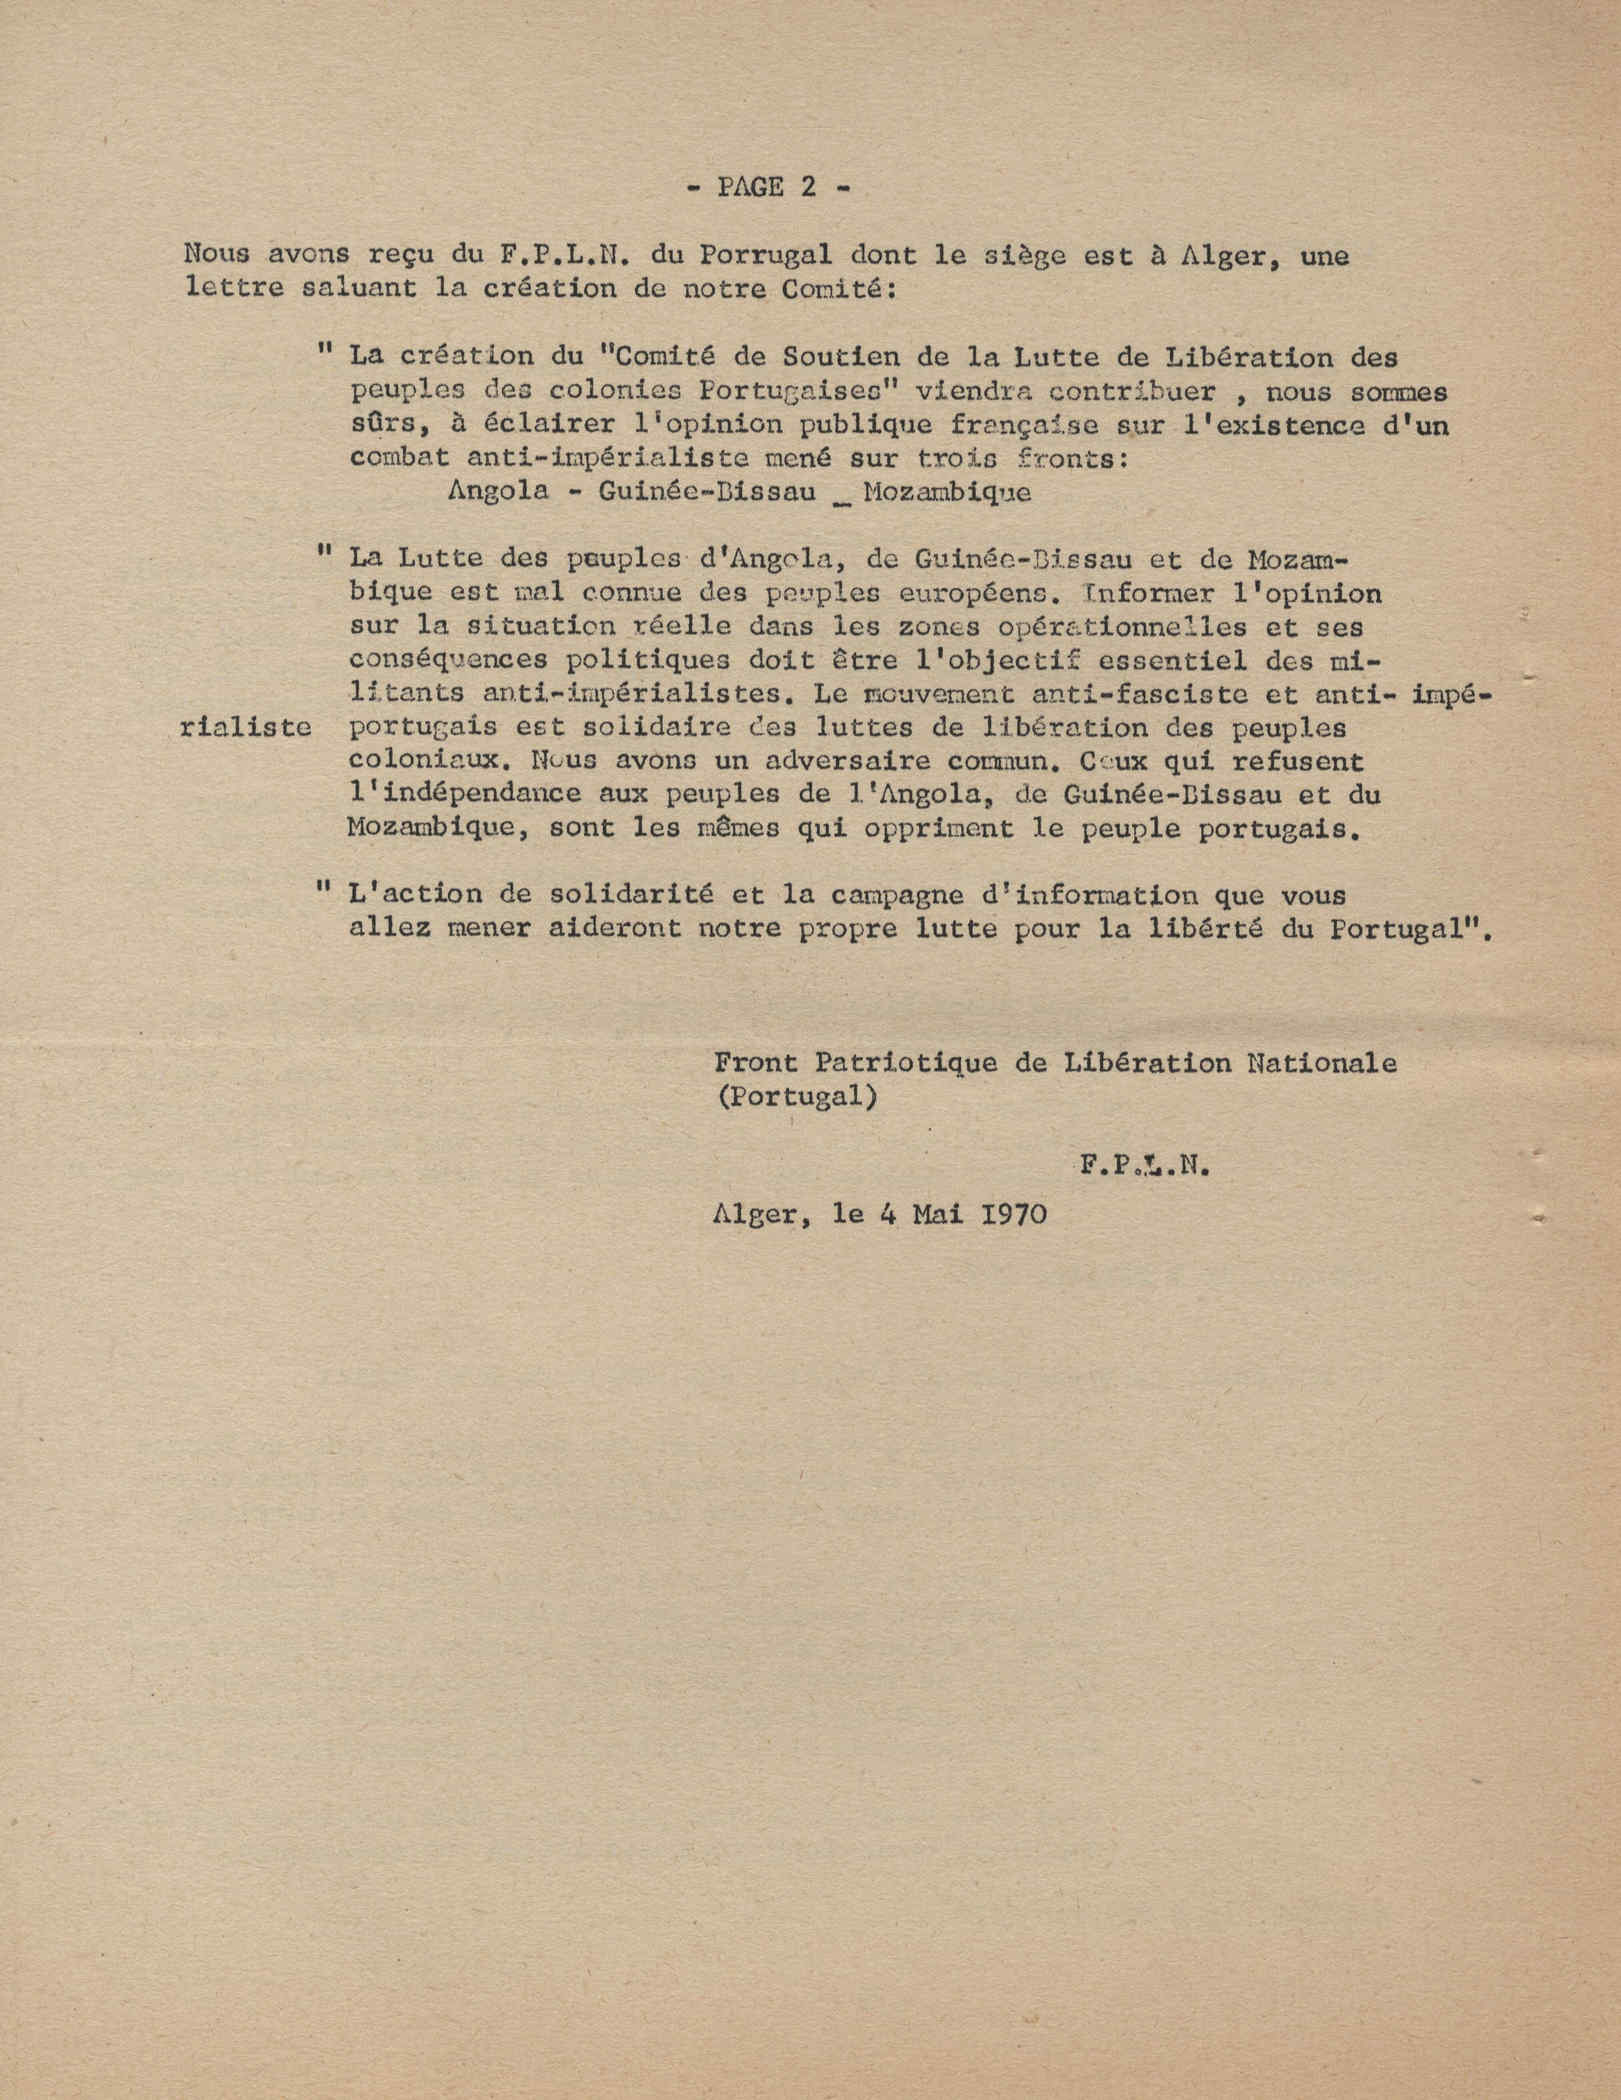 - PAGE 2 -
Nous avons reçu du F.P.L.N. du Porrugal dont le siège est à Alger, une
lettre saluant la création de notre Comité:
" La création du "Comité de Soutien de la Lutte de Libération des
peuples des colonies Portugaises" viendra contribuer , nous sommes
sûrs, à éclairer l'opinion publique française sur l'existence d'un
combat anti-impérialiste mené sur trois fronts:
Angola - Guinée-Bissau _ Mozambique
" La Lutte des peuples d'Angola, de Guinée-Bissau et de Mozam-
bique est mal connue des peuples européens. Informer l'opinion
sur la situation réelle dans les zones opérationnelles et ses
conséquences politiques doit être l'objectif essentiel des mi-
litants anti-impérialistes. Le mouvement anti-fasciste et anti- impé-
rialiste portugais est solidaire des luttes de libération des peuples
coloniaux. Nous avons un adversaire commun. Ceux qui refusent
l'indépendance aux peuples de l'Angola, de Guinée-Bissau et du
Mozambique, sont les mêmes qui oppriment le peuple portugais.
" L'action de solidarité et la campagne d'information que vous
allez mener aideront notre propre lutte pour la libérté du Portugal".
Front Patriotique de Libération Nationale
(Portugal)
F.P.L.N.
Alger, le 4 Mai I970